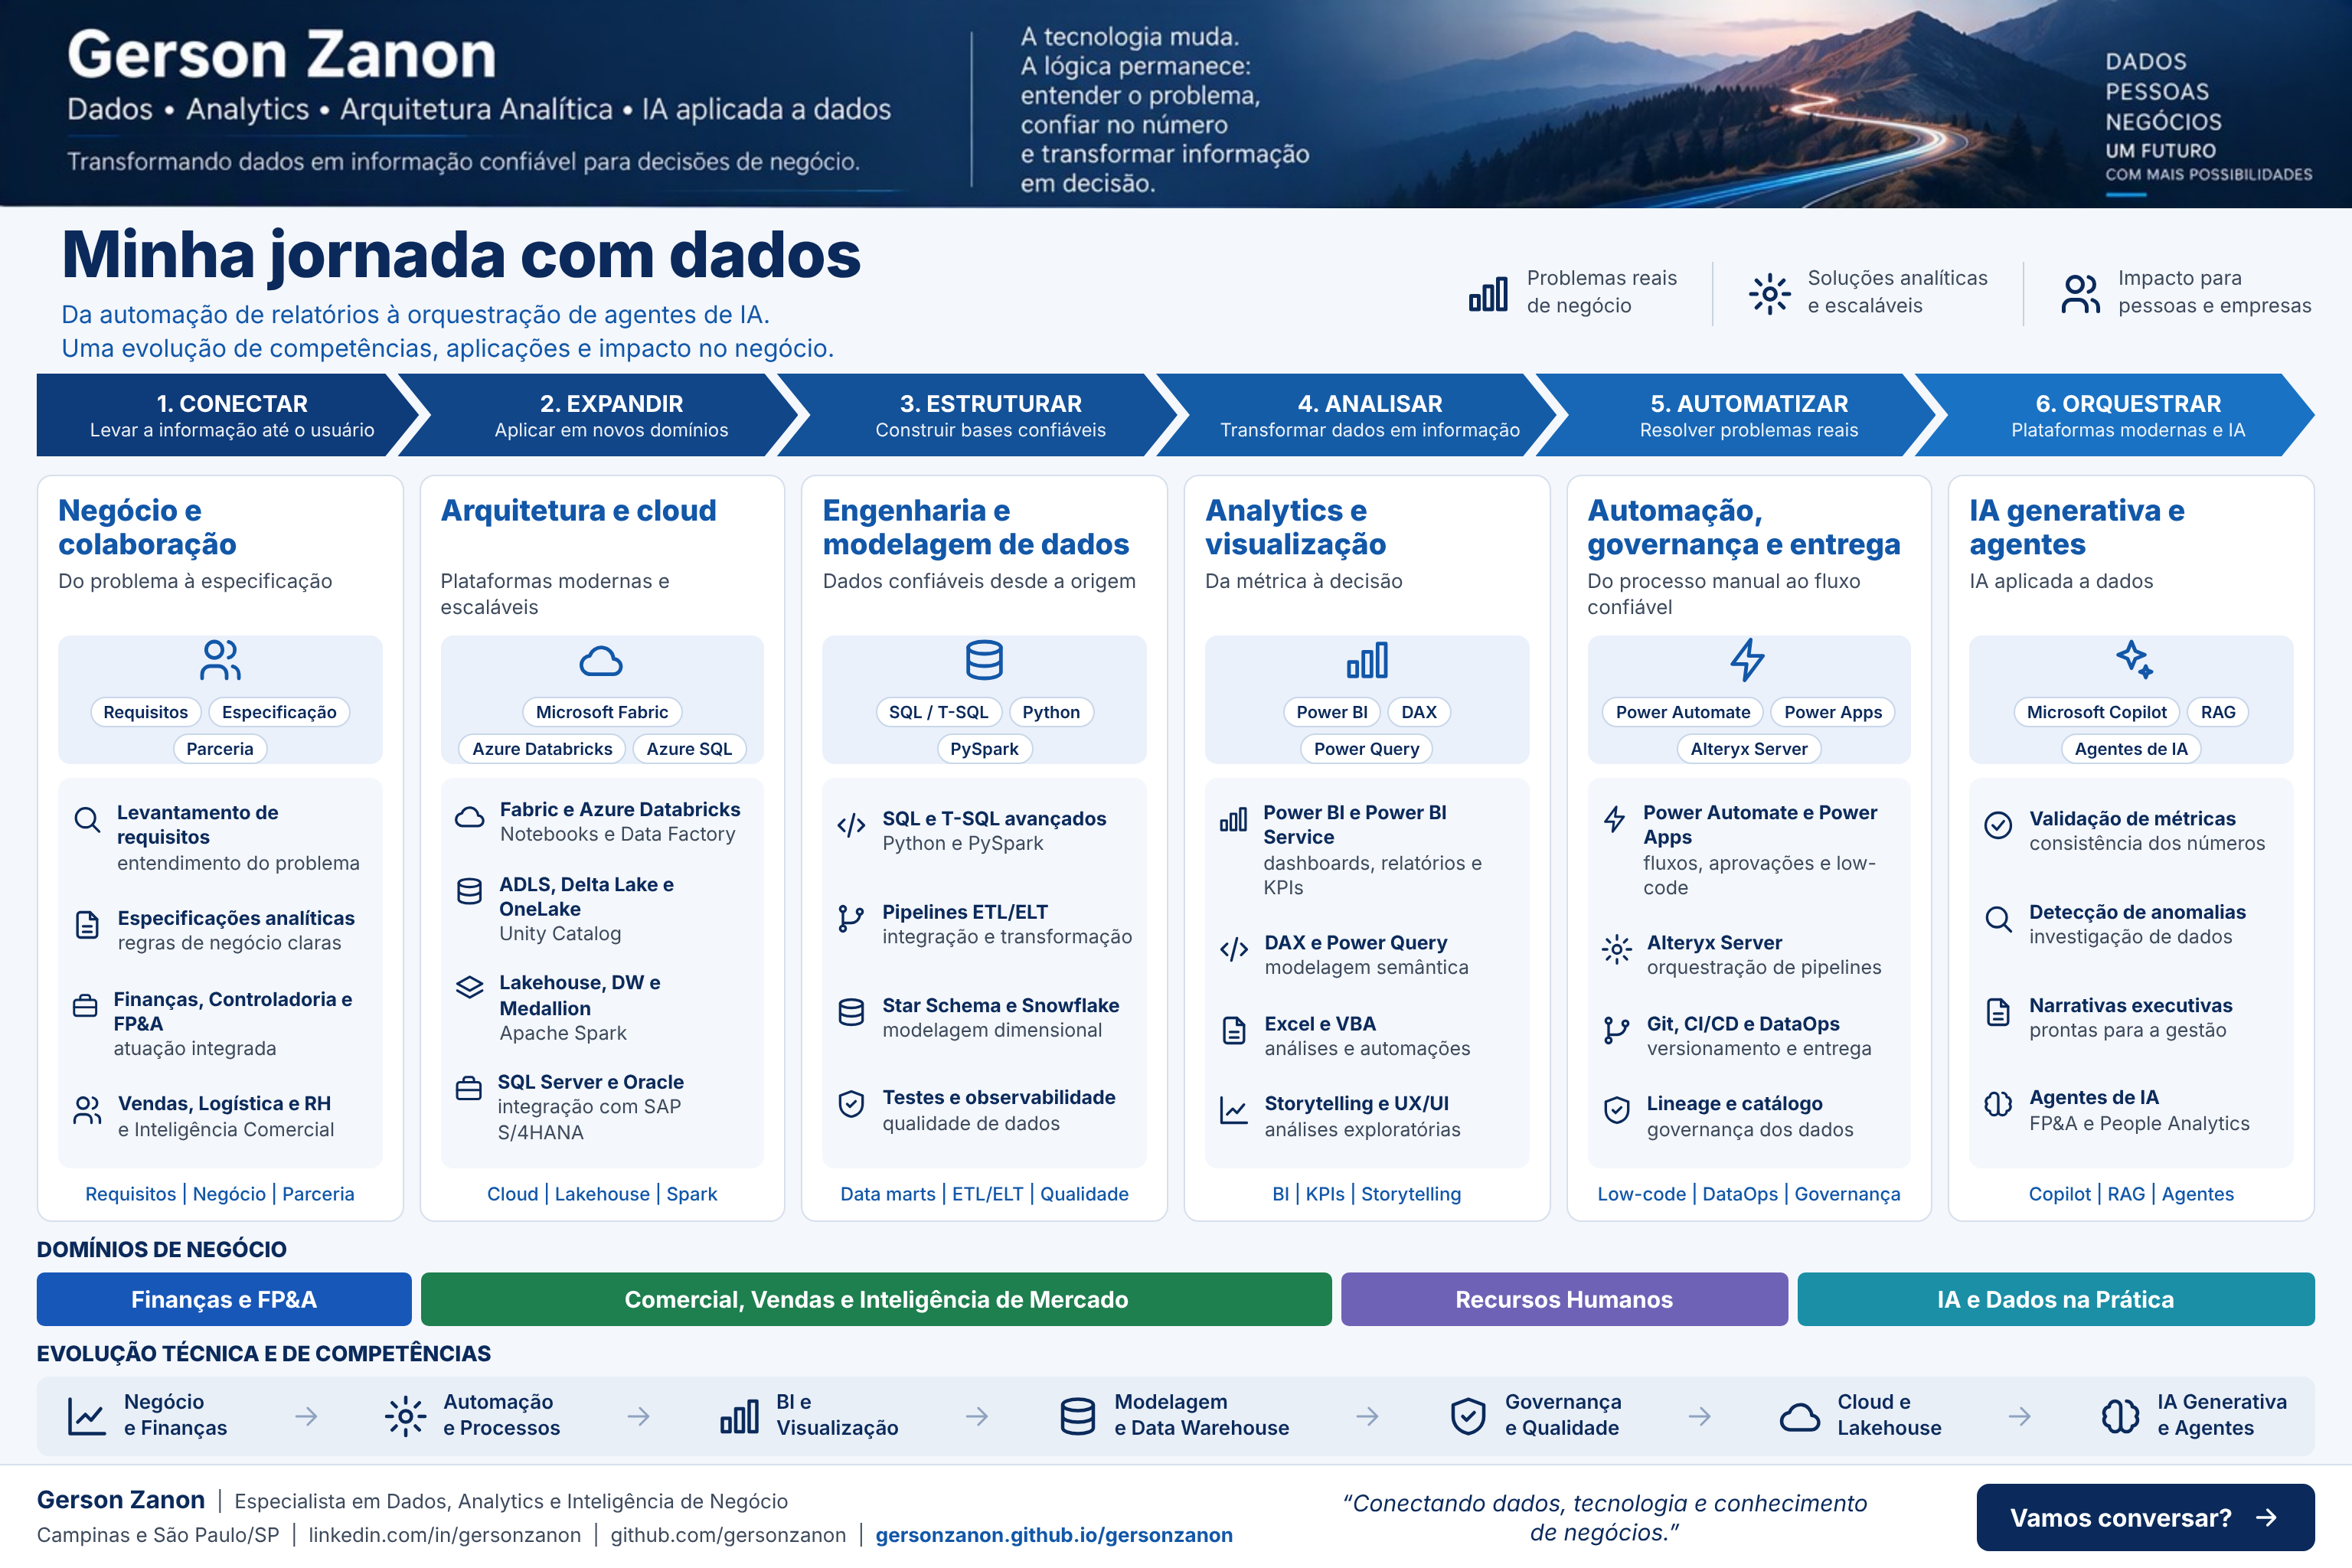 Gerson Zanon
Dados • Analytics • Arquitetura Analítica • IA aplicada a dados
Transformando dados em informação confiável para decisões de negócio.
A tecnologia muda.
A lógica permanece:
entender o problema,
confiar no número
e transformar informação
em decisão.
DADOS
PESSOAS
NEGÓCIOS
UM FUTURO
COM MAIS POSSIBILIDADES
Minha jornada com dados
Da automação de relatórios à orquestração de agentes de IA.
Uma evolução de competências, aplicações e impacto no negócio.
Problemas reais
de negócio
Soluções analíticas
e escaláveis
Impacto para
pessoas e empresas
1. CONECTAR
Levar a informação até o usuário
2. EXPANDIR
Aplicar em novos domínios
3. ESTRUTURAR
Construir bases confiáveis
4. ANALISAR
Transformar dados em informação
5. AUTOMATIZAR
Resolver problemas reais
6. ORQUESTRAR
Plataformas modernas e IA
Negócio e
colaboração
Do problema à especificação
Requisitos
Especificação
Parceria
Levantamento de
requisitos
entendimento do problema
Especificações analíticas
regras de negócio claras
Finanças, Controladoria e
FP&A
atuação integrada
Vendas, Logística e RH
e Inteligência Comercial
Requisitos | Negócio | Parceria
Arquitetura e cloud
Plataformas modernas e
escaláveis
Microsoft Fabric
Azure Databricks
Azure SQL
Fabric e Azure Databricks
Notebooks e Data Factory
ADLS, Delta Lake e
OneLake
Unity Catalog
Lakehouse, DW e
Medallion
Apache Spark
SQL Server e Oracle
integração com SAP
S/4HANA
Cloud | Lakehouse | Spark
Engenharia e
modelagem de dados
Dados confiáveis desde a origem
SQL / T-SQL
Python
PySpark
SQL e T-SQL avançados
Python e PySpark
Pipelines ETL/ELT
integração e transformação
Star Schema e Snowflake
modelagem dimensional
Testes e observabilidade
qualidade de dados
Data marts | ETL/ELT | Qualidade
Analytics e
visualização
Da métrica à decisão
Power BI
DAX
Power Query
Power BI e Power BI
Service
dashboards, relatórios e
KPIs
DAX e Power Query
modelagem semântica
Excel e VBA
análises e automações
Storytelling e UX/UI
análises exploratórias
BI | KPIs | Storytelling
Automação,
governança e entrega
Do processo manual ao fluxo
confiável
Power Automate
Power Apps
Alteryx Server
Power Automate e Power
Apps
fluxos, aprovações e low-
code
Alteryx Server
orquestração de pipelines
Git, CI/CD e DataOps
versionamento e entrega
Lineage e catálogo
governança dos dados
Low-code | DataOps | Governança
IA generativa e
agentes
IA aplicada a dados
Microsoft Copilot
RAG
Agentes de IA
Validação de métricas
consistência dos números
Detecção de anomalias
investigação de dados
Narrativas executivas
prontas para a gestão
Agentes de IA
FP&A e People Analytics
Copilot | RAG | Agentes
DOMÍNIOS DE NEGÓCIO
Finanças e FP&A
Comercial, Vendas e Inteligência de Mercado
Recursos Humanos
IA e Dados na Prática
EVOLUÇÃO TÉCNICA E DE COMPETÊNCIAS
Negócio
e Finanças
→
Automação
e Processos
→
BI e
Visualização
→
Modelagem
e Data Warehouse
→
Governança
e Qualidade
→
Cloud e
Lakehouse
→
IA Generativa
e Agentes
Gerson Zanon | Especialista em Dados, Analytics e Inteligência de Negócio
Campinas e São Paulo/SP | linkedin.com/in/gersonzanon | github.com/gersonzanon | gersonzanon.github.io/gersonzanon
“Conectando dados, tecnologia e conhecimento
de negócios.”
Vamos conversar? →